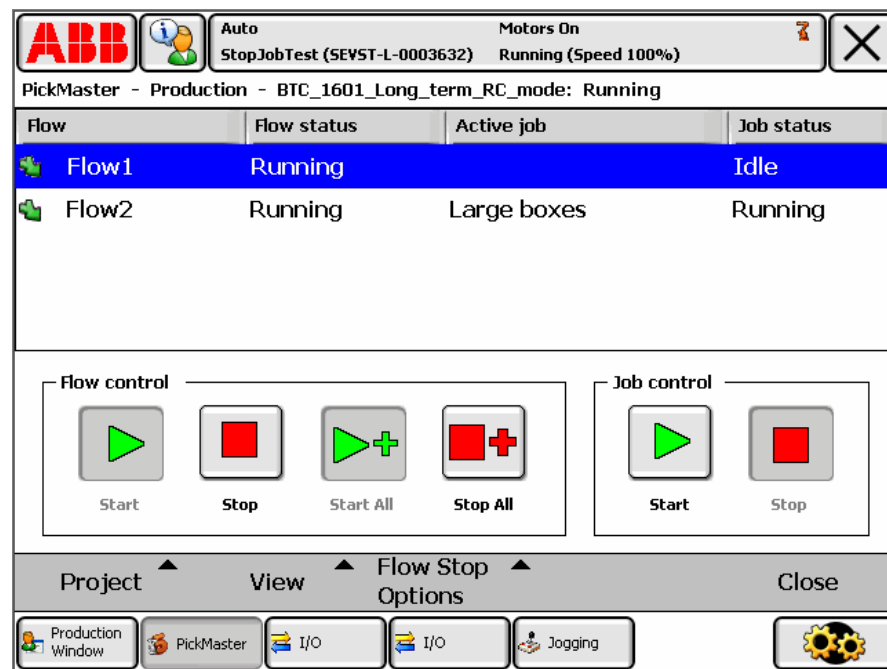 ABB
Auto Motors On
StopJobTest (SEVST-L-0003632) Running (Speed 100%)
PickMaster - Production - BTC_1601_Long_term_RC_mode: Running
Flow Flow status Active job Job status
Flow1 Running Idle
Flow2 Running Large boxes Running
Flow control Job control
Start Stop Start All Stop All Start Stop
Project View Flow Stop Options Close
Production Window PickMaster I/O I/O Jogging